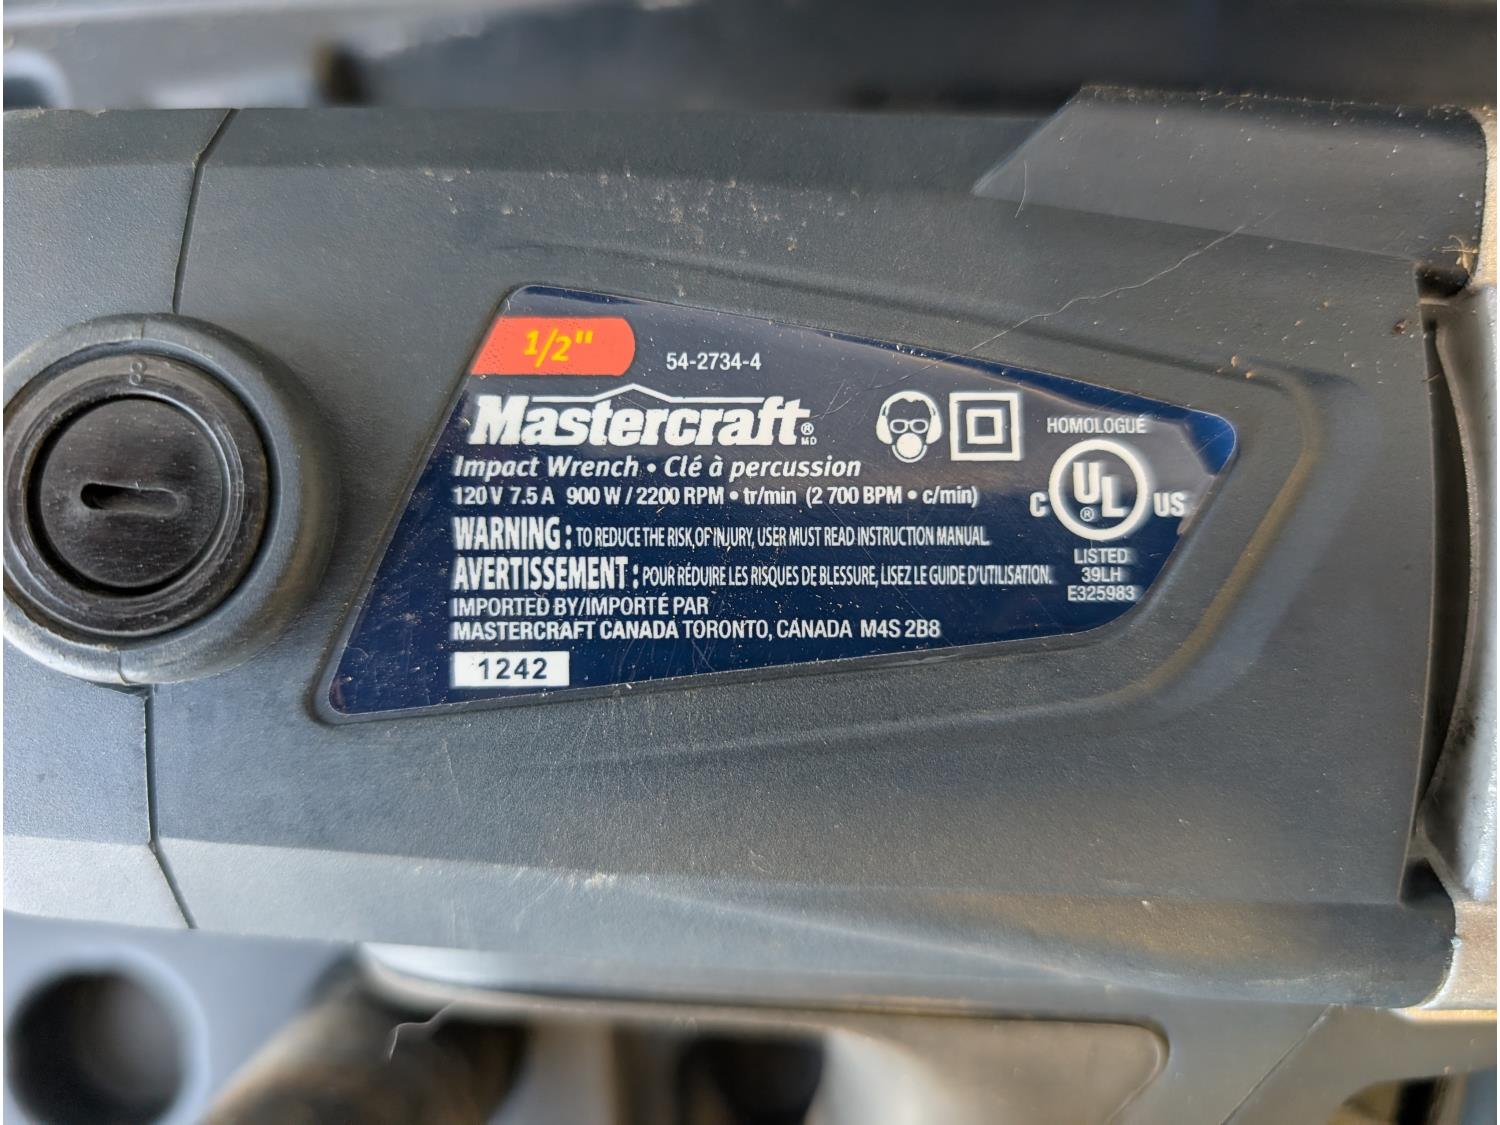 1/2"
54-2734-4
Mastercraft® MD
Impact Wrench • Clé à percussion
120 V 7.5 A 900 W / 2200 RPM • tr/min (2 700 BPM • c/min)
WARNING : TO REDUCE THE RISK OF INJURY, USER MUST READ INSTRUCTION MANUAL.
AVERTISSEMENT : POUR RÉDUIRE LES RISQUES DE BLESSURE, LISEZ LE GUIDE D'UTILISATION.
IMPORTED BY/IMPORTÉ PAR
MASTERCRAFT CANADA TORONTO, CANADA M4S 2B8
1242
HOMOLOGUÉ
C UL® US
LISTED
39LH
E325983
8